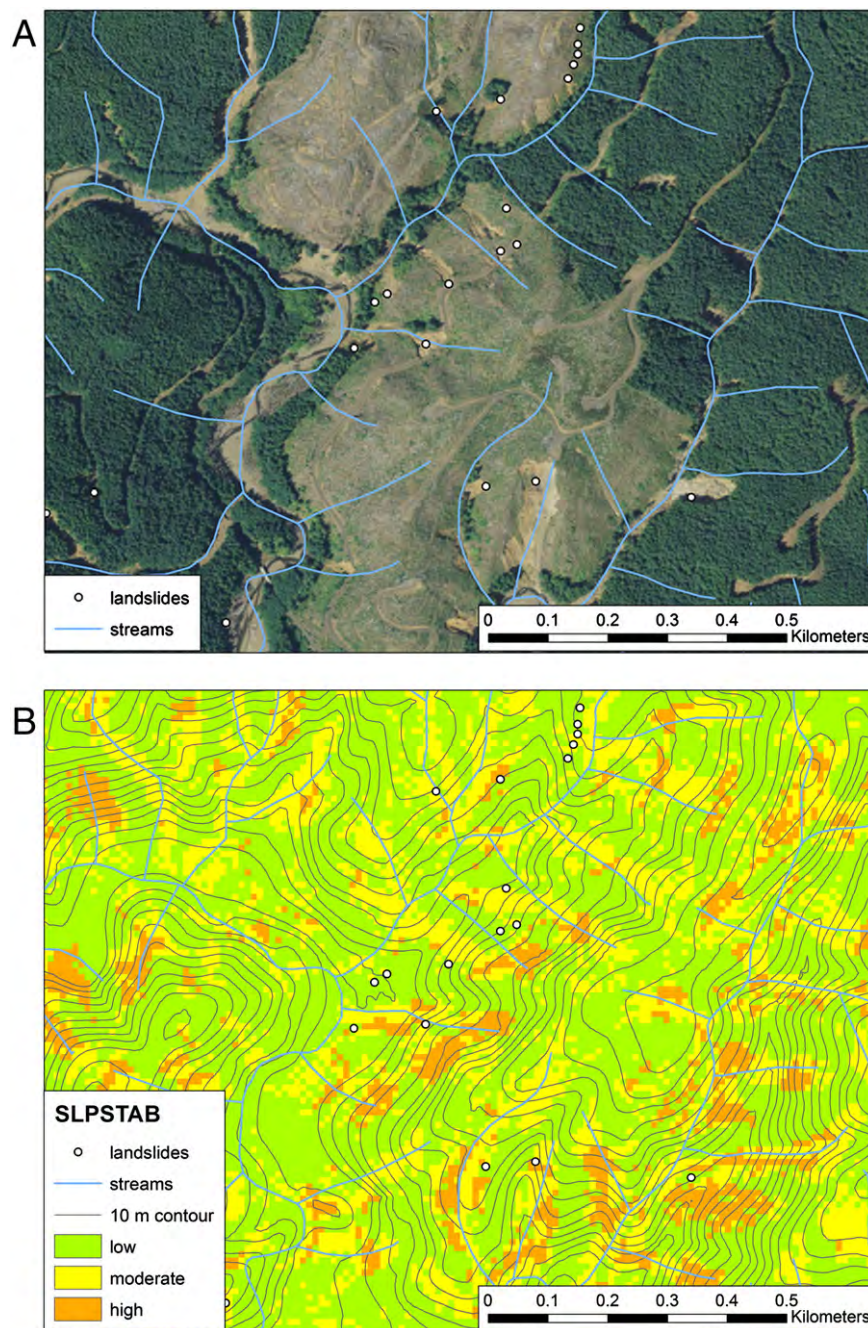 A
landslides
streams
0 0.1 0.2 0.3 0.4 0.5
Kilometers
B
SLPSTAB
landslides
streams
10 m contour
low
moderate
high
0 0.1 0.2 0.3 0.4 0.5
Kilometers